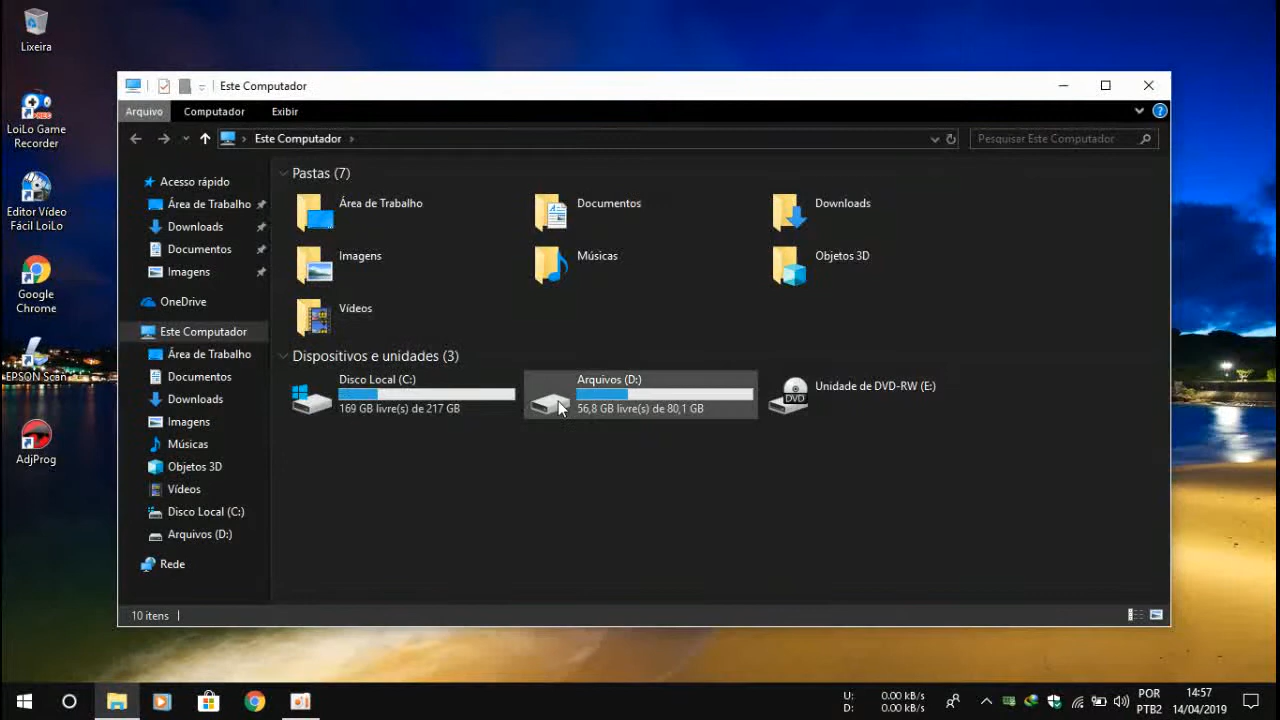 Lixeira
LoiLo Game
Recorder
Editor Vídeo
Fácil LoiLo
Google
Chrome
EPSON Scan
AdjProg
Este Computador
Arquivo
Computador
Exibir
Este Computador
Pesquisar Este Computador
Acesso rápido
Área de Trabalho
Downloads
Documentos
Imagens
OneDrive
Este Computador
Área de Trabalho
Documentos
Downloads
Imagens
Músicas
Objetos 3D
Vídeos
Disco Local (C:)
Arquivos (D:)
Rede
Pastas (7)
Área de Trabalho
Documentos
Downloads
Imagens
Músicas
Objetos 3D
Vídeos
Dispositivos e unidades (3)
Disco Local (C:)
169 GB livre(s) de 217 GB
Arquivos (D:)
56,8 GB livre(s) de 80,1 GB
DVD
Unidade de DVD-RW (E:)
10 itens
U: 0.00 kB/s
D: 0.00 kB/s
POR
PTB2
14:57
14/04/2019